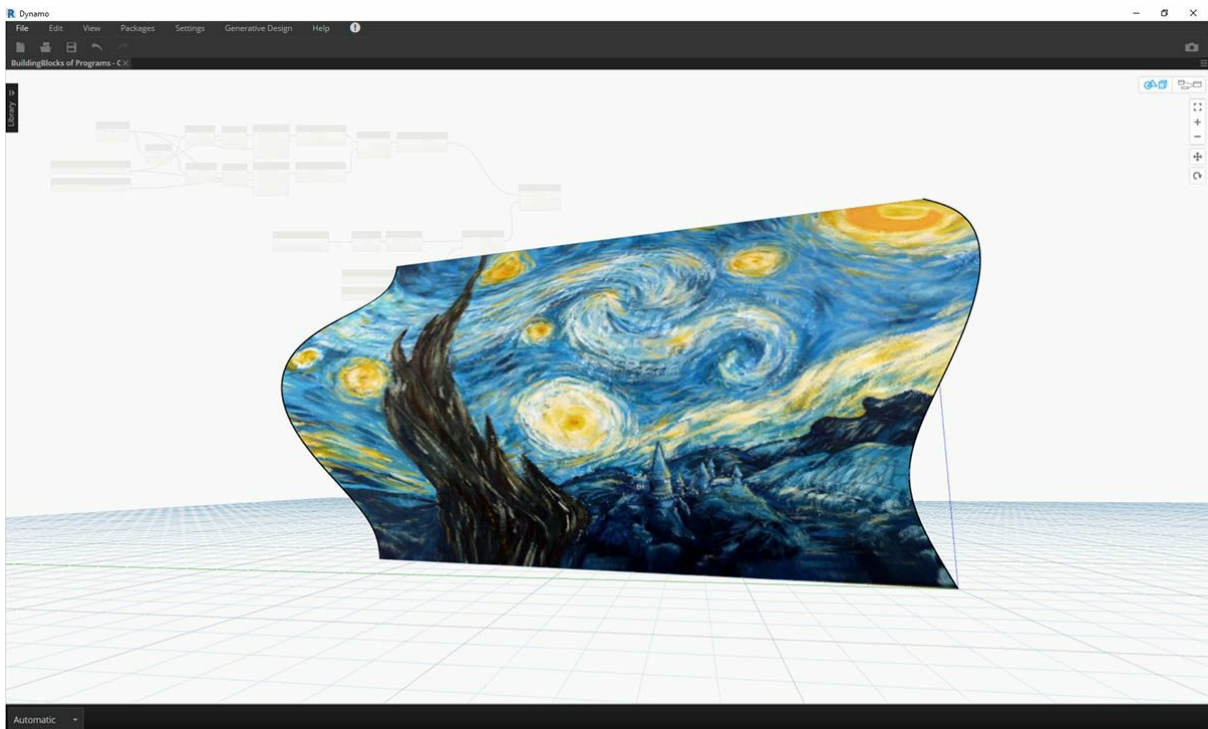 R Dynamo
File Edit View Packages Settings Generative Design Help !
BuildingBlocks of Programs - C
Library
Automatic